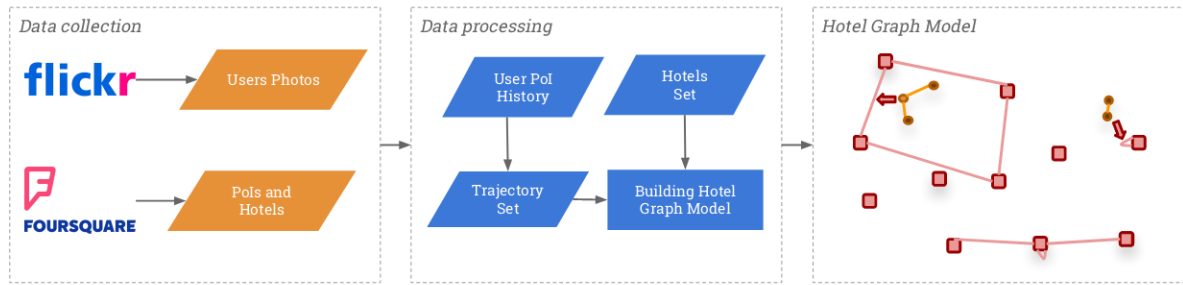 Data collection
flickr
Users Photos
FOURSQUARE
PoIs and
Hotels
Data processing
User PoI
History
Hotels
Set
Trajectory
Set
Building Hotel
Graph Model
Hotel Graph Model